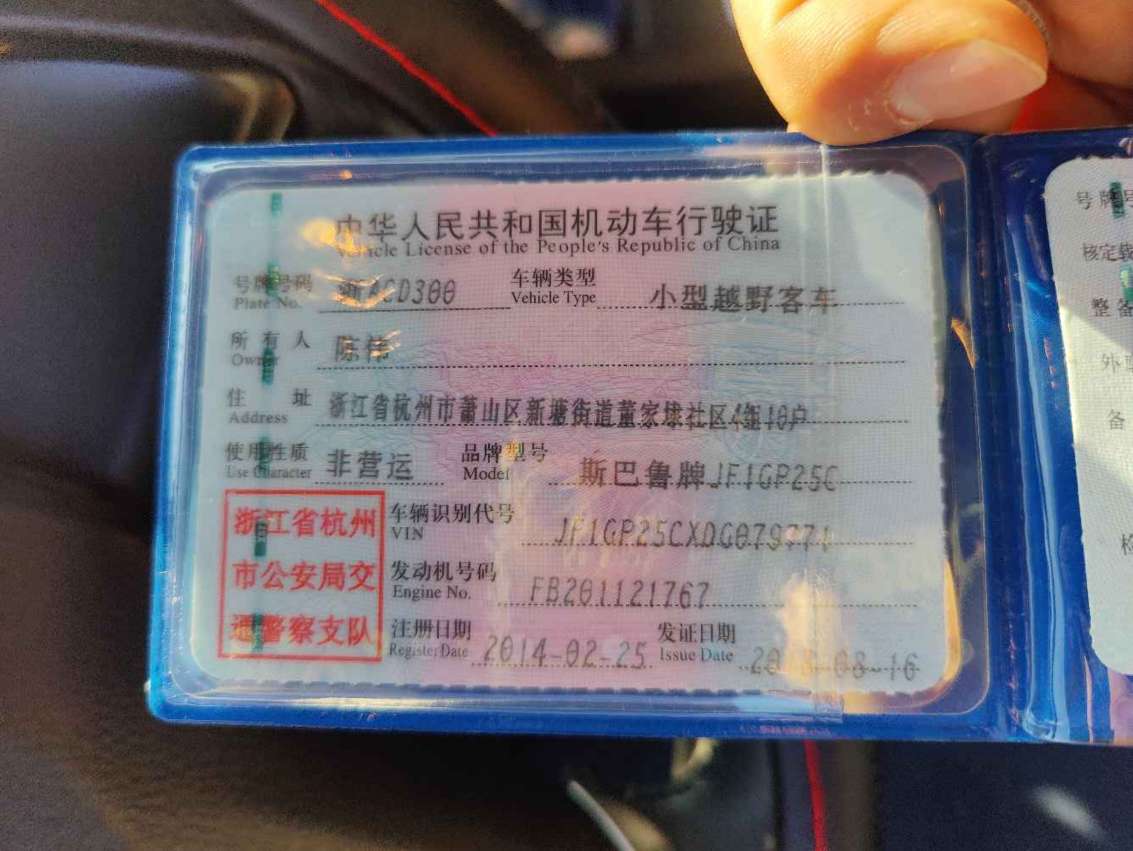 中华人民共和国机动车行驶证
Vehicle License of the People's Republic of China
号牌号码 CD300 车辆类型 小型越野客车
Plate No. Vehicle Type
所有人 陈伟
Owner
住址 浙江省杭州市萧山区新塘街道董家埭社区4组10户
Address
使用性质 非营运 品牌型号 斯巴鲁牌JF1GP25C
Use Character Model
浙江省杭州
市公安局交
通警察支队
车辆识别代号 JF1GP25CXDG079771
VIN
发动机号码 FB201121767
Engine No.
注册日期 2014-02-25 发证日期 -08-16
Register Date Issue Date
号牌号
核定载
整备
外
备